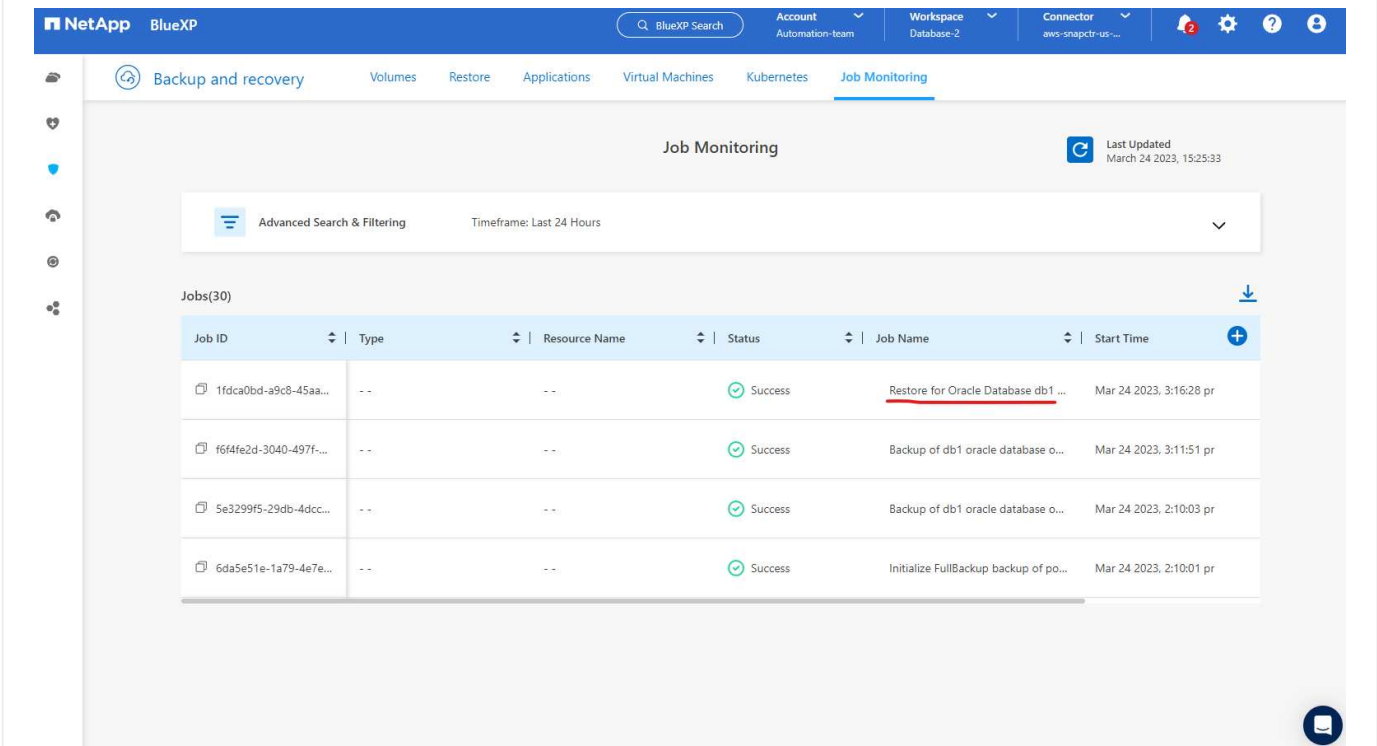 NetApp BlueXP BlueXP Search Account Automation-team Workspace Database-2 Connector aws-snapctr-us-... 2
Backup and recovery Volumes Restore Applications Virtual Machines Kubernetes Job Monitoring
Job Monitoring
Last Updated
March 24 2023, 15:25:33
Advanced Search & Filtering Timeframe: Last 24 Hours
Jobs(30)
Job ID Type Resource Name Status Job Name Start Time
1fdca0bd-a9c8-45aa... - - - - Success Restore for Oracle Database db1 ... Mar 24 2023, 3:16:28 pr
f6f4fe2d-3040-497f-... - - - - Success Backup of db1 oracle database o... Mar 24 2023, 3:11:51 pr
5e3299f5-29db-4dcc... - - - - Success Backup of db1 oracle database o... Mar 24 2023, 2:10:03 pr
6da5e51e-1a79-4e7e... - - - - Success Initialize FullBackup backup of po... Mar 24 2023, 2:10:01 pr